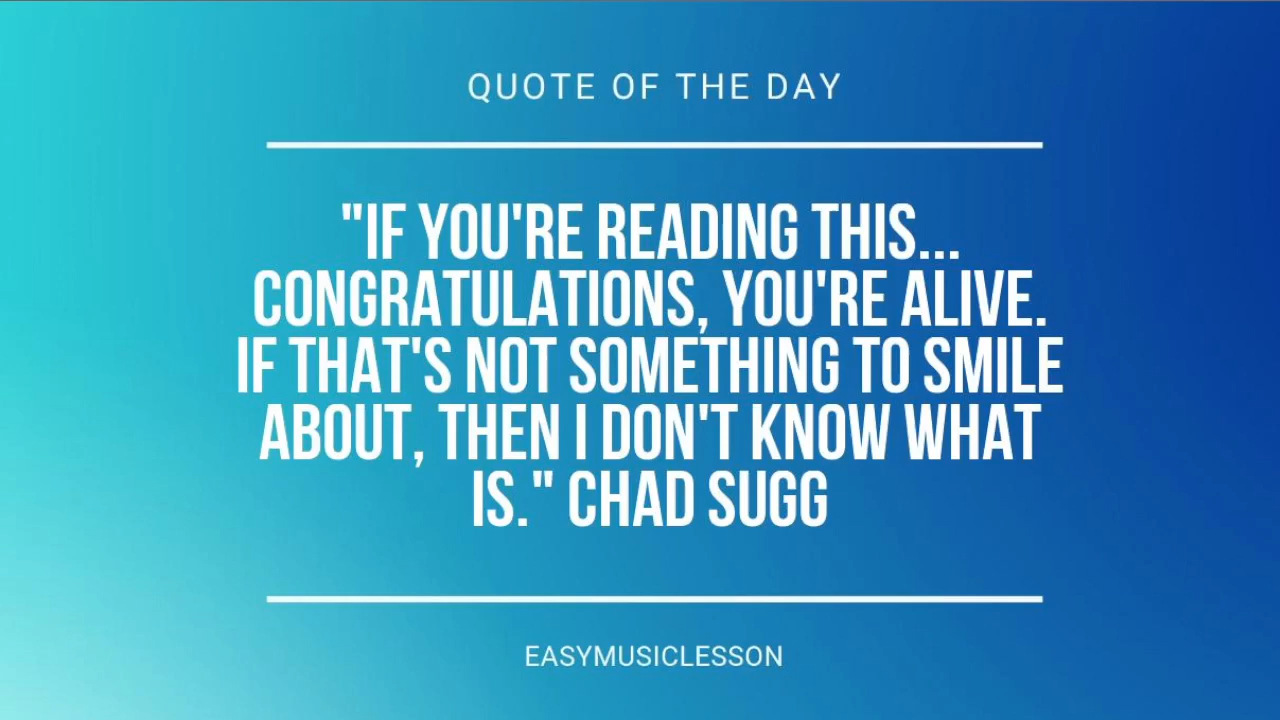 QUOTE OF THE DAY
"IF YOU'RE READING THIS...
CONGRATULATIONS, YOU'RE ALIVE.
IF THAT'S NOT SOMETHING TO SMILE
ABOUT, THEN I DON'T KNOW WHAT
IS." CHAD SUGG
EASYMUSICLESSON